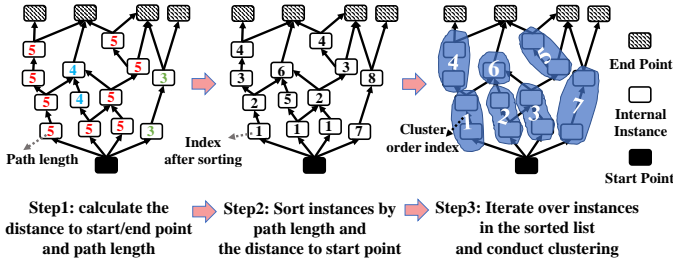 5
5
5
5
4
5
3
5
4
5
5
5
5
3
Path length
4
4
3
6
3
8
2
5
2
1
1
1
7
Index
after sorting
4
6
5
1
2
3
7
Cluster
order index
End Point
Internal
Instance
Start Point
Step1: calculate the
distance to start/end point
and path length
Step2: Sort instances by
path length and
the distance to start point
Step3: Iterate over instances
in the sorted list
and conduct clustering